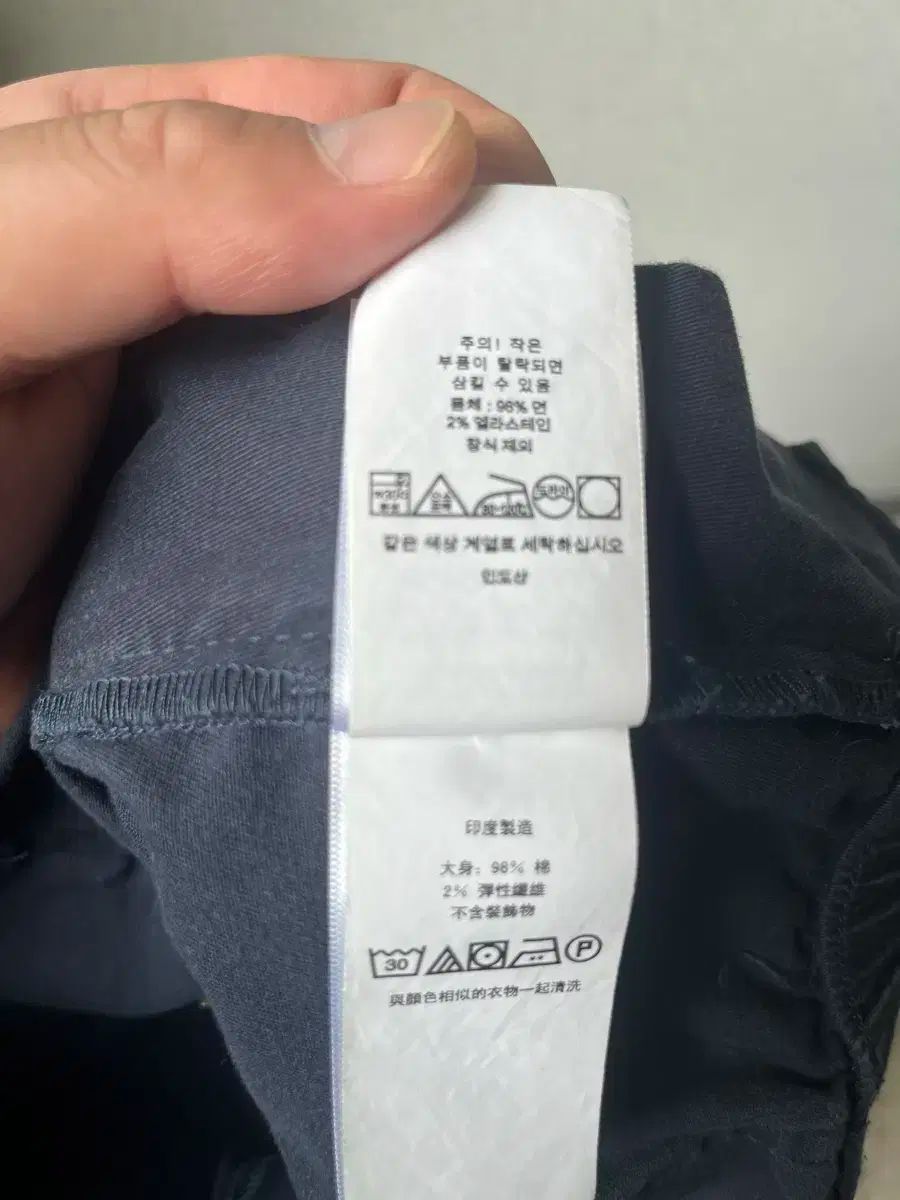 주의! 작은
부품이 탈락되면
삼킬 수 있음
몸체 : 98% 면
2% 엘라스테인
장식 제외
드라이
같은 색상 계열로 세탁하십시오
인도산
印度製造
大身: 98% 棉
2% 彈性纖維
不含裝飾物
30 P
與顏色相似的衣物一起清洗